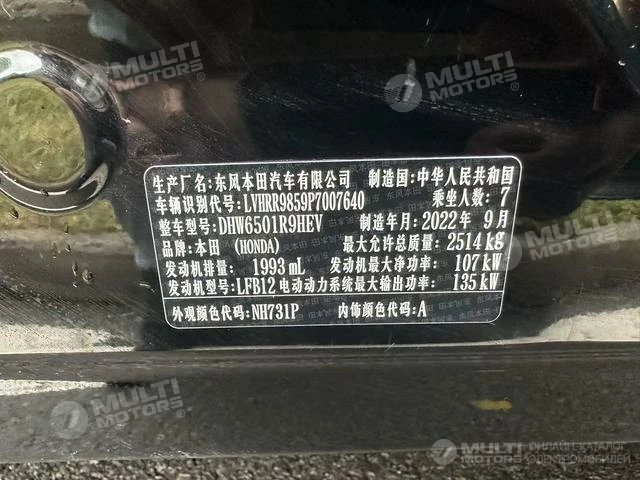 MULTI
MOTORS®
MULTI
MOTORS®
生产厂名:东风本田汽车有限公司 制造国:中华人民共和国
车辆识别代号:LVHRR9859P7007640 乘坐人数:7
整车型号:DHW6501R9HEV 制造年月:2022年9月
品牌:本田 (HONDA) 最大允许总质量:2514kg
发动机排量:1993mL 发动机最大净功率:107kW
发动机型号:LFB12 电动动力系统最大输出功率:135kW
外观颜色代码:NH731P 内饰颜色代码:A
MULTI
MOTORS®
MULTI
MOTORS®
ОНЛАЙН-КАТАЛОГ
ЭЛЕКТРОМОБИЛЕЙ